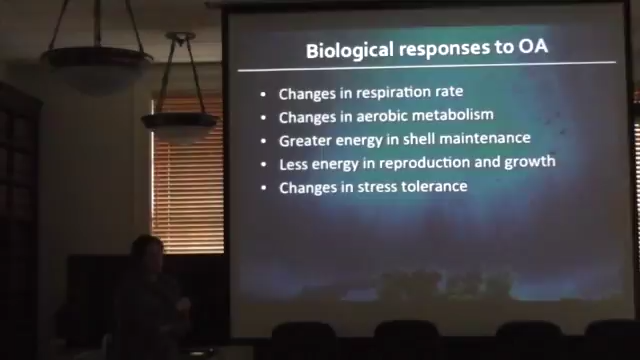 Biological responses to OA
• Changes in respiration rate
• Changes in aerobic metabolism
• Greater energy in shell maintenance
• Less energy in reproduction and growth
• Changes in stress tolerance